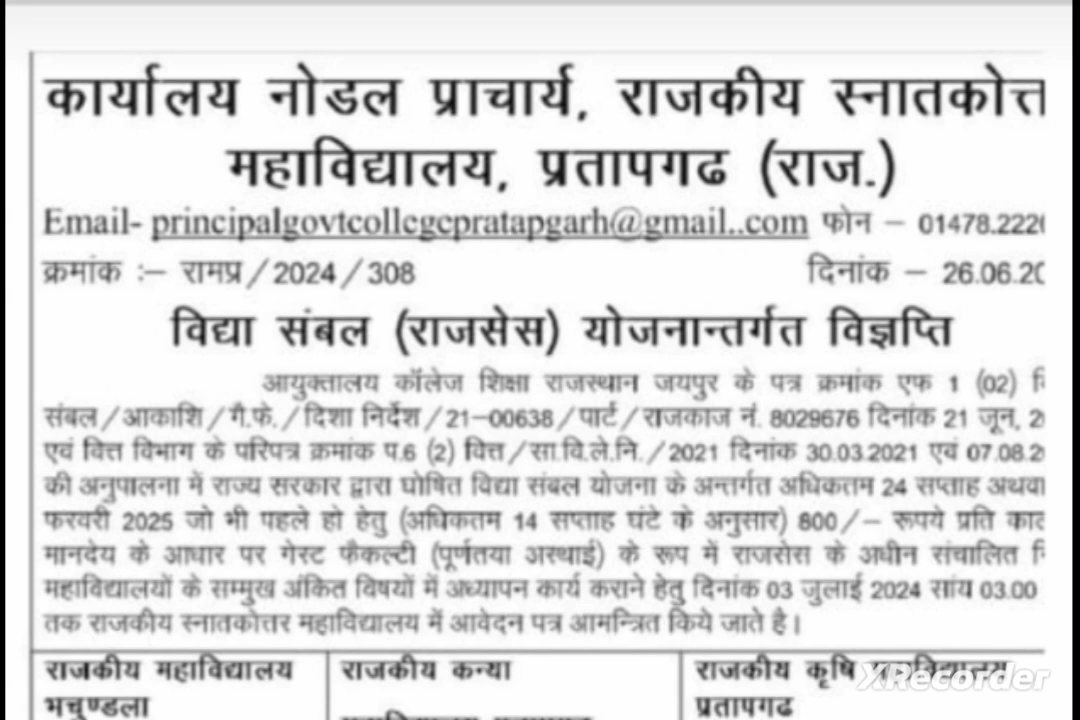 कार्यालय नोडल प्राचार्य, राजकीय स्नातकोत्त
महाविद्यालय, प्रतापगढ (राज.)
Email- principalgovtcollegepratapgarh@gmail..com फोन – 01478.222
क्रमांक :– रामप्र/2024/308 दिनांक – 26.06.20
विद्या संबल (राजसेस) योजनान्तर्गत विज्ञप्ति
आयुक्तालय कॉलेज शिक्षा राजस्थान जयपुर के पत्र क्रमांक एफ 1 (02)
संबल/आकाशि/गै.फे./दिशा निर्देश/21–00638/पार्ट/राजकाज नं. 8029676 दिनांक 21 जून, 2
एवं वित्त विभाग के परिपत्र क्रमांक प.6 (2) वित्त/सा.वि.ले.नि./2021 दिनांक 30.03.2021 एवं 07.08.2
की अनुपालना में राज्य सरकार द्वारा घोषित विद्या संबल योजना के अन्तर्गत अधिकतम 24 सप्ताह अथव
फरवरी 2025 जो भी पहले हो हेतु (अधिकतम 14 सप्ताह घंटे के अनुसार) 800/– रूपये प्रति का
मानदेय के आधार पर गेस्ट फैकल्टी (पूर्णतया अस्थाई) के रूप में राजसेस के अधीन संचालित
महाविद्यालयों के सम्मुख अंकित विषयों में अध्यापन कार्य कराने हेतु दिनांक 03 जुलाई 2024 सांय 03.00
तक राजकीय स्नातकोत्तर महाविद्यालय में आवेदन पत्र आमन्त्रित किये जाते है।
राजकीय महाविद्यालय राजकीय कन्या राजकीय कृषि महाविद्यालय
भचुण्डला प्रतापगढ
XRecorder